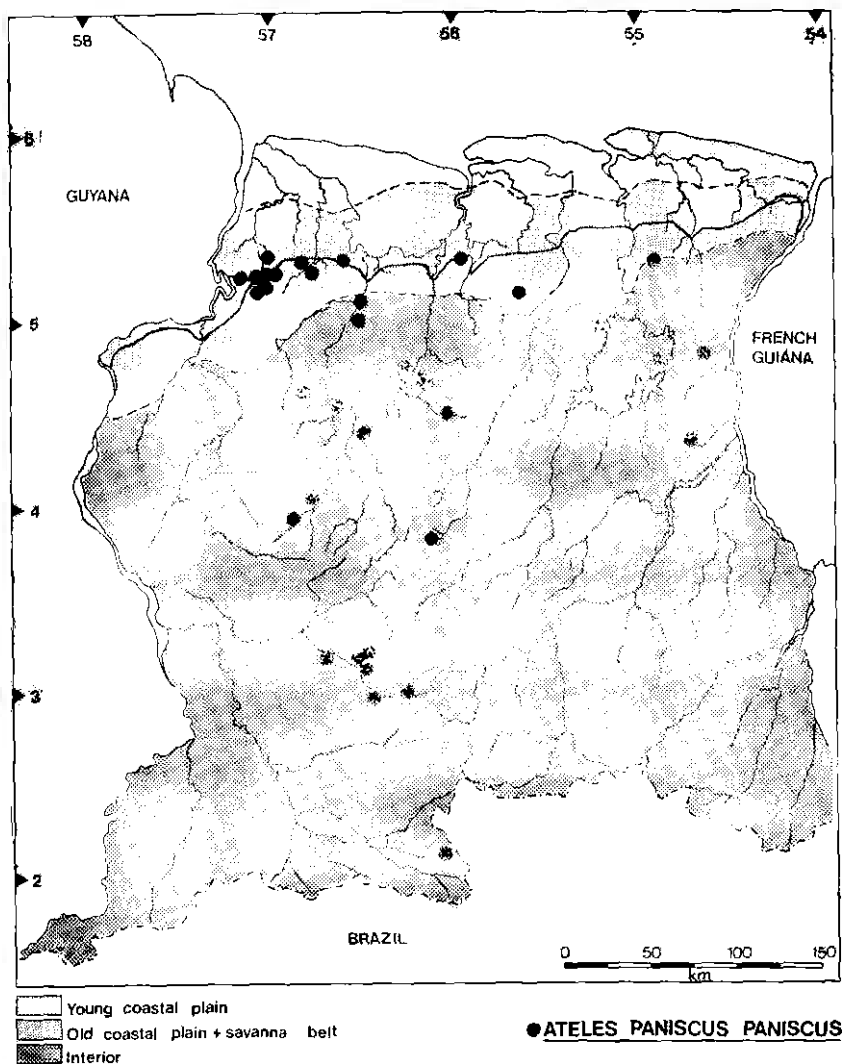 58 57 56 55 54
6
GUYANA
5
FRENCH
GUIANA
4
3
2
BRAZIL
0 50 100 150
km
Young coastal plain
Old coastal plain + savanna belt
Interior
ATELES PANISCUS PANISCUS